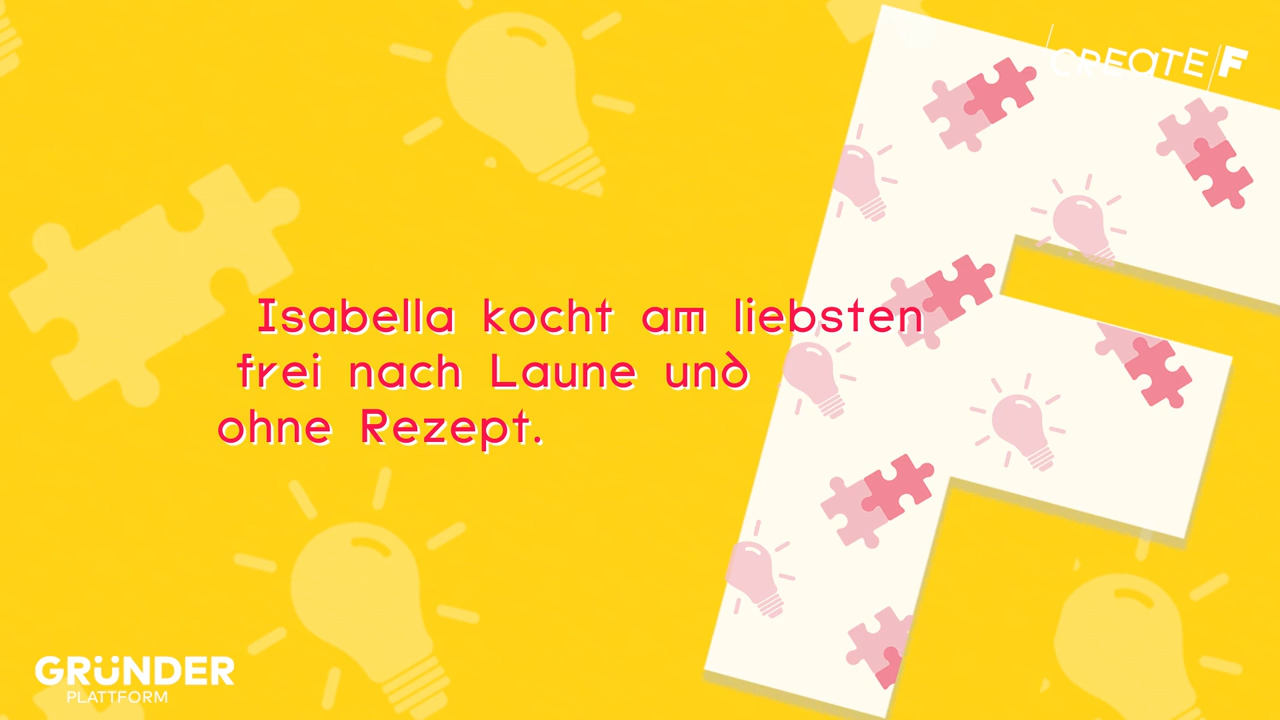 CREATE F
Isabella kocht am liebsten
frei nach Laune und
ohne Rezept.
GRÜNDER
PLATTFORM